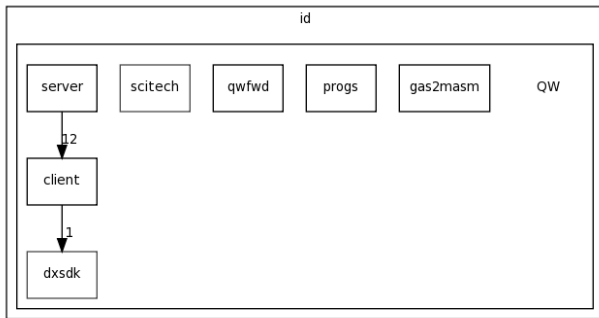 id
server
scitech
qwfwd
progs
gas2masm
QW
12
client
1
dxsdk